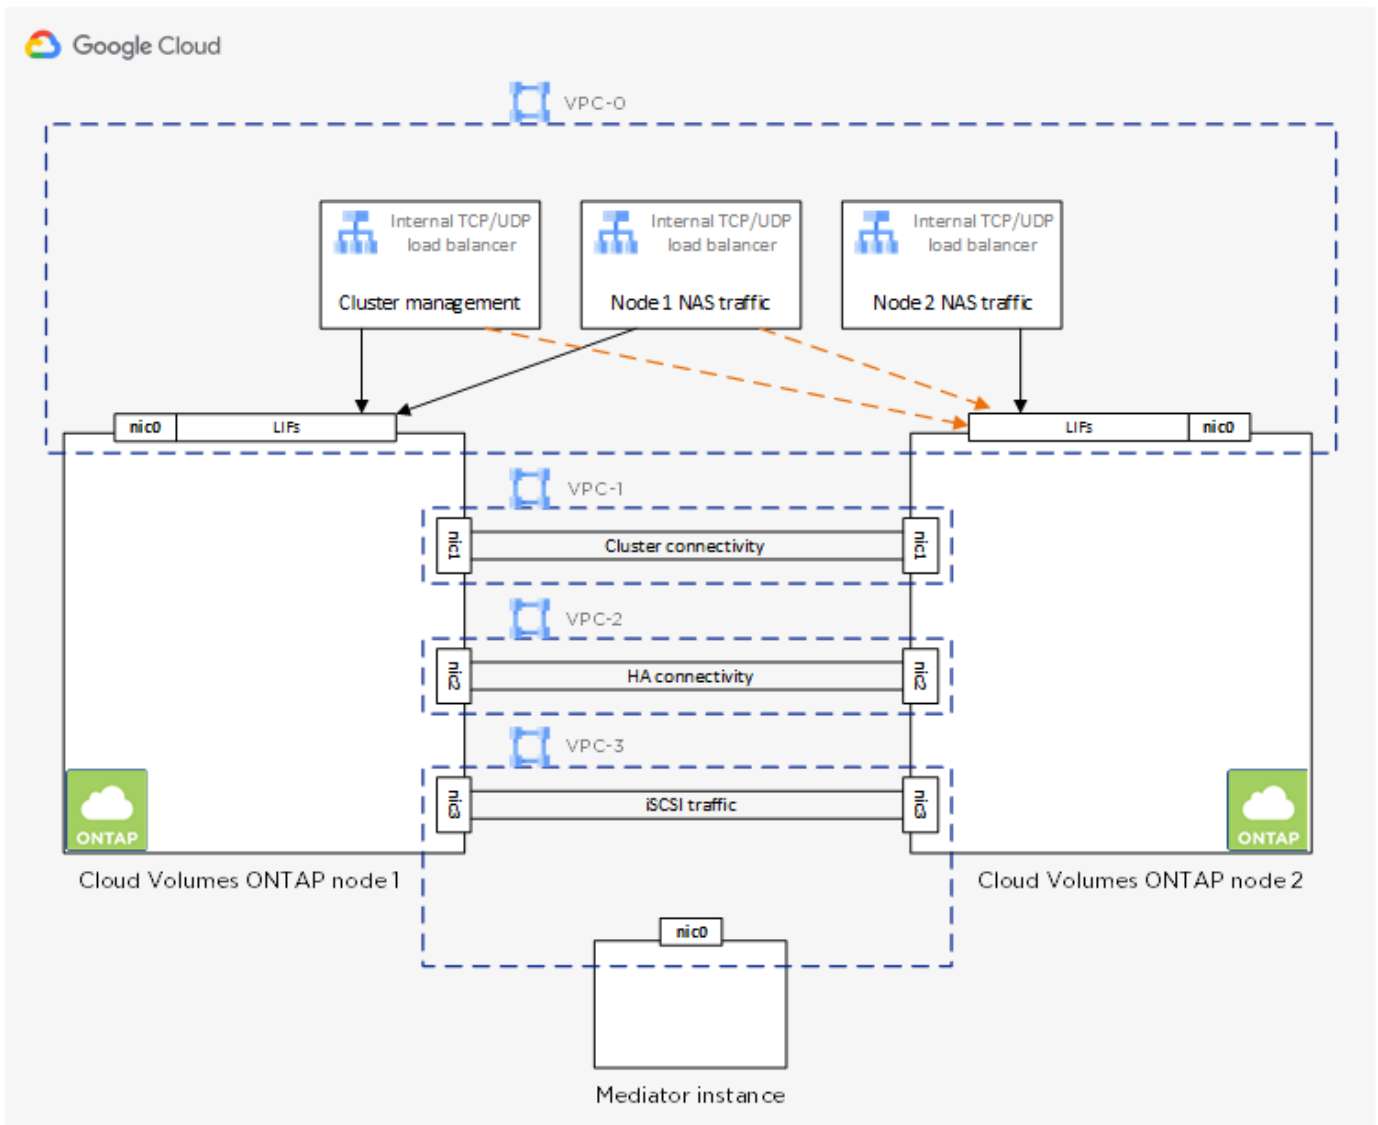 Google Cloud
VPC-0
Internal TCP/UDP
load balancer
Cluster management
Internal TCP/UDP
load balancer
Node 1 NAS traffic
Internal TCP/UDP
load balancer
Node 2 NAS traffic
nic0 LIFs
LIFs nic0
VPC-1
nic1 Cluster connectivity nic1
VPC-2
nic2 HA connectivity nic2
VPC-3
nic3 iSCSI traffic nic3
ONTAP
ONTAP
Cloud Volumes ONTAP node 1
Cloud Volumes ONTAP node 2
nic0
Mediator instance